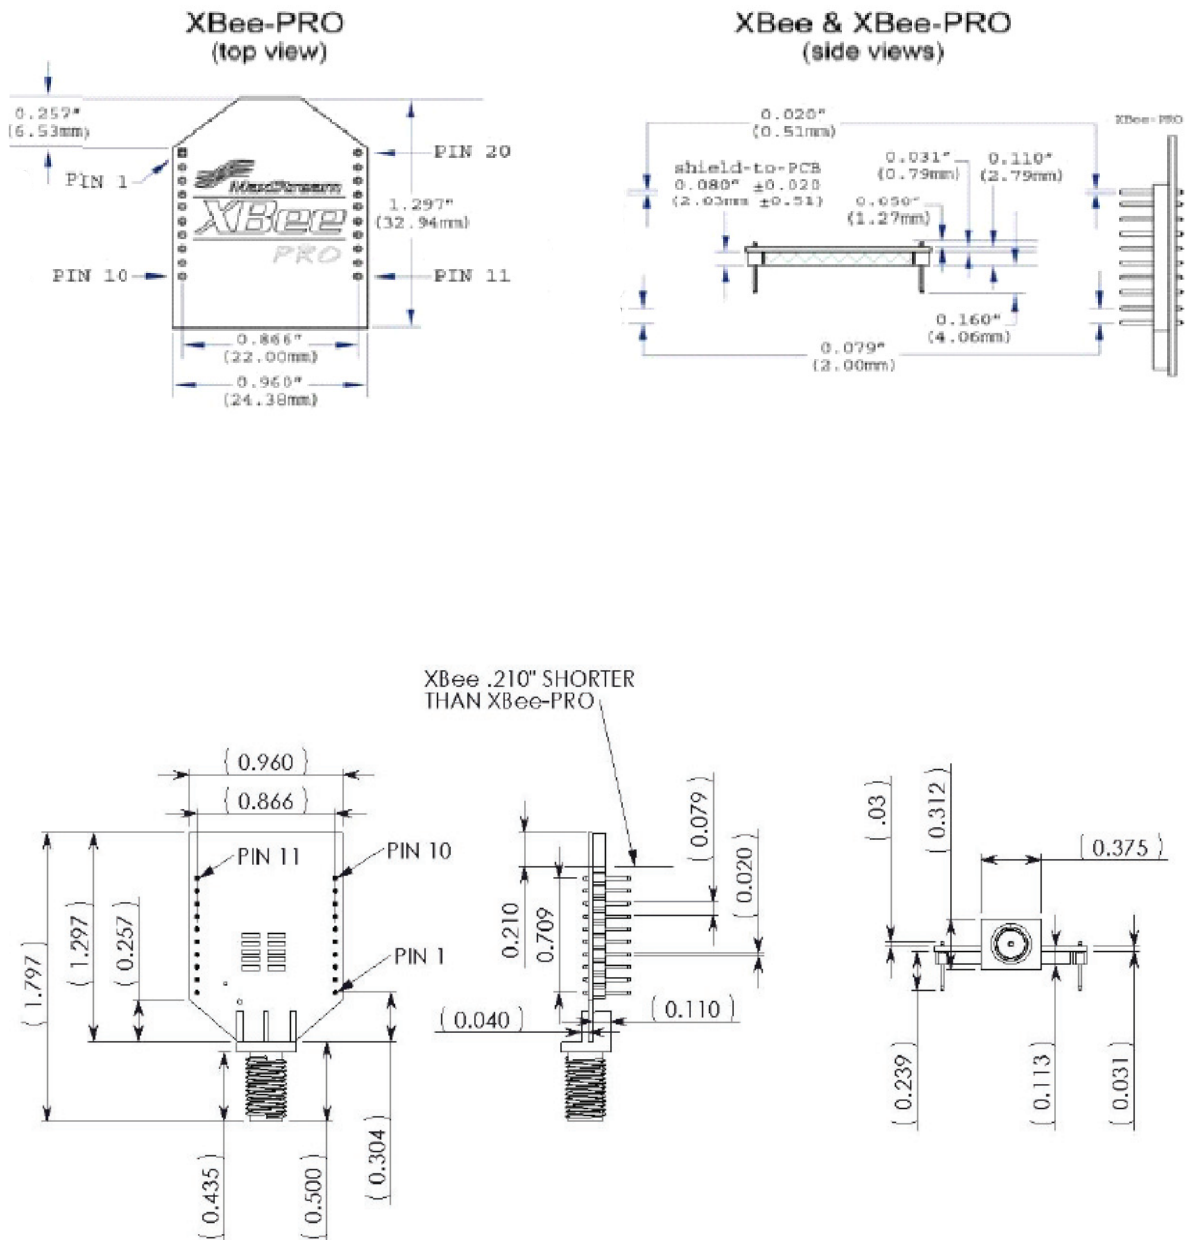 XBee-PRO
(top view)
0.257"
(6.53mm)
PIN 1
PIN 20
MaxStream
XBee
PRO
1.297"
(32.94mm)
PIN 10
PIN 11
0.866"
(22.00mm)
0.960"
(24.38mm)
XBee & XBee-PRO
(side views)
0.020"
(0.51mm)
XBee-PRO
shield-to-PCB
0.080" ±0.020
(2.03mm ±0.51)
0.031"
(0.79mm)
0.110"
(2.79mm)
0.050"
(1.27mm)
0.160"
(4.06mm)
0.079"
(2.00mm)
XBee .210" SHORTER
THAN XBee-PRO
(0.960)
(0.866)
PIN 11
PIN 10
PIN 1
(1.797)
(1.297)
(0.257)
(0.435)
(0.500)
(0.304)
0.210
0.709
(0.079)
(0.020)
(0.040)
(0.110)
(.03)
(0.312)
(0.375)
(0.239)
(0.113)
(0.031)